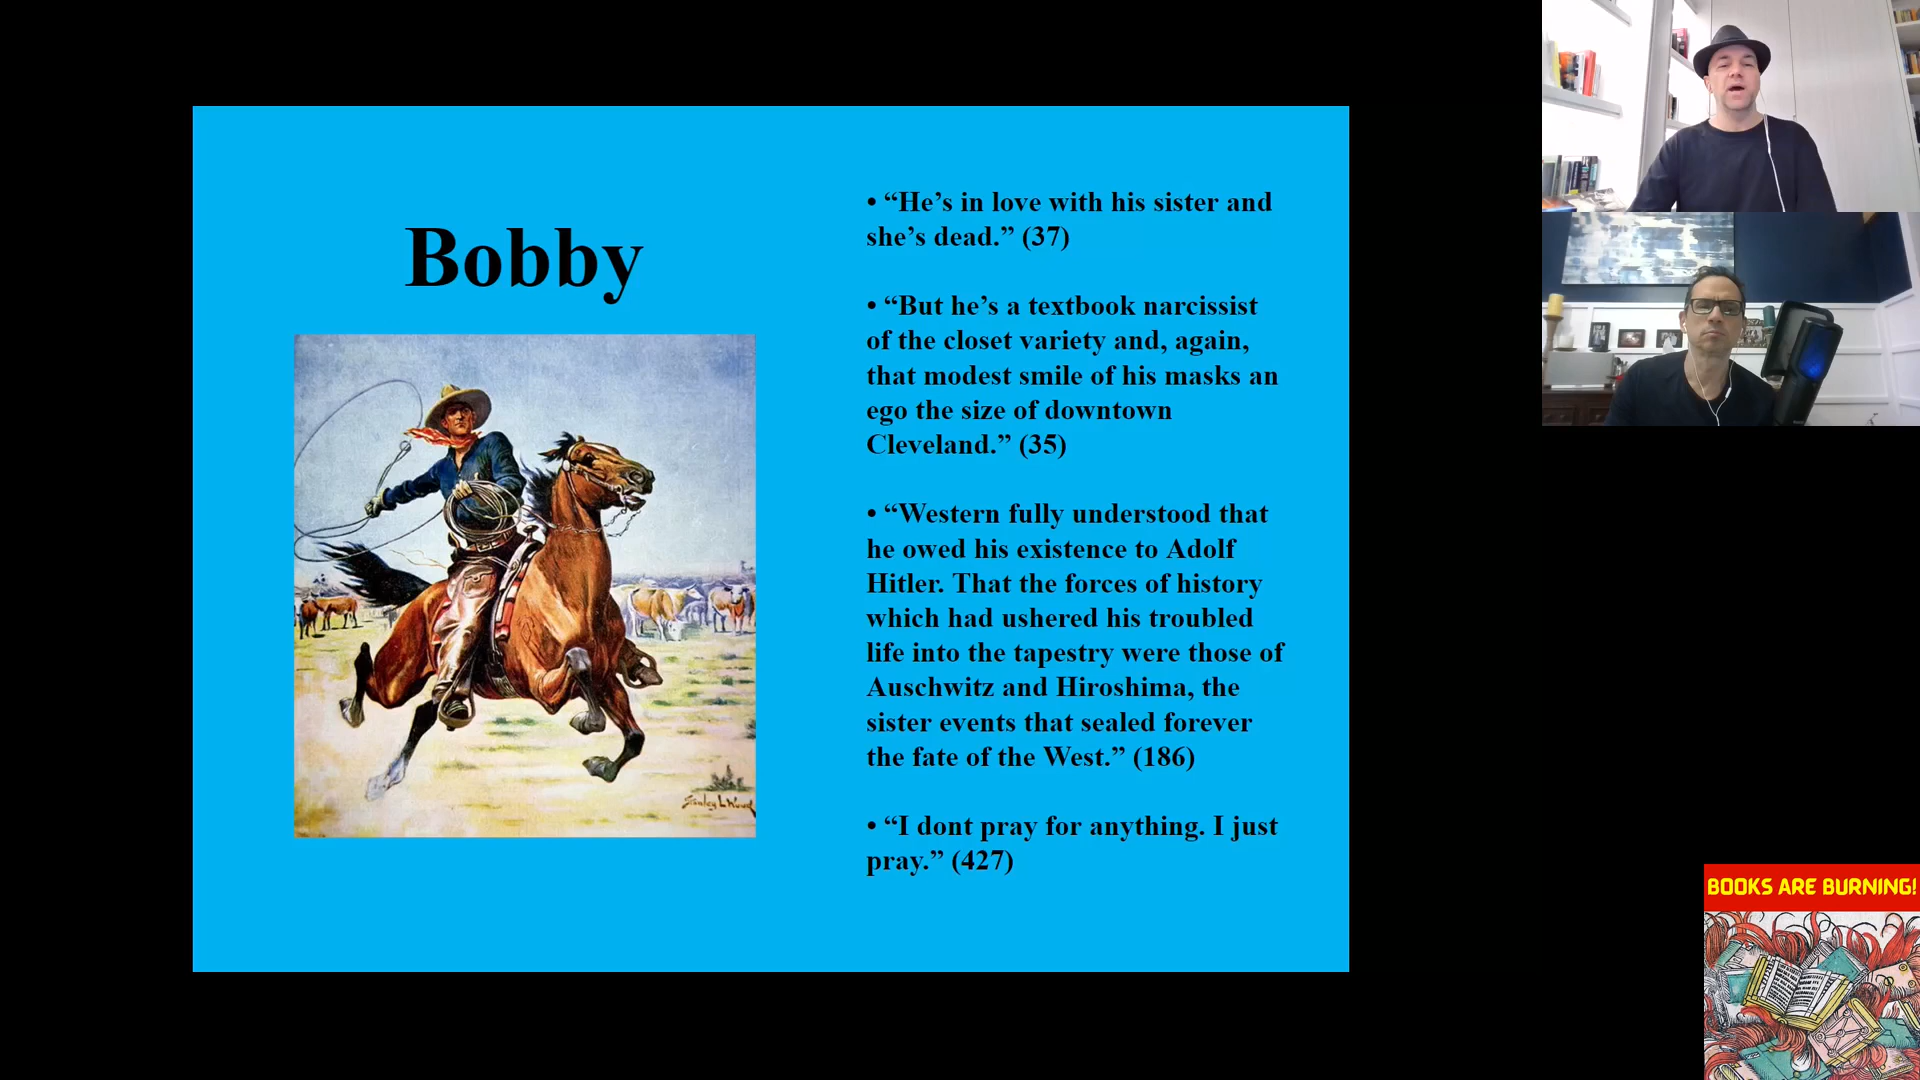 Bobby
• “He’s in love with his sister and
she’s dead.” (37)
• “But he’s a textbook narcissist
of the closet variety and, again,
that modest smile of his masks an
ego the size of downtown
Cleveland.” (35)
• “Western fully understood that
he owed his existence to Adolf
Hitler. That the forces of history
which had ushered his troubled
life into the tapestry were those of
Auschwitz and Hiroshima, the
sister events that sealed forever
the fate of the West.” (186)
• “I dont pray for anything. I just
pray.” (427)
Stanley L. Wood
BOOKS ARE BURNING!